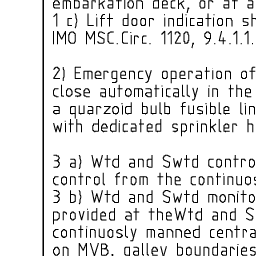 embarkation deck, or at a
1 c) Lift door indication sh
IMO MSC.Circ. 1120, 9.4.1.1.
2) Emergency operation of
close automatically in the
a quarzoid bulb fusible lin
with dedicated sprinkler h
3 a) Wtd and Swtd contro
control from the continuos
3 b) Wtd and Swtd monito
provided at theWtd and S
continuosly manned centra
on MVB, galley boundaries